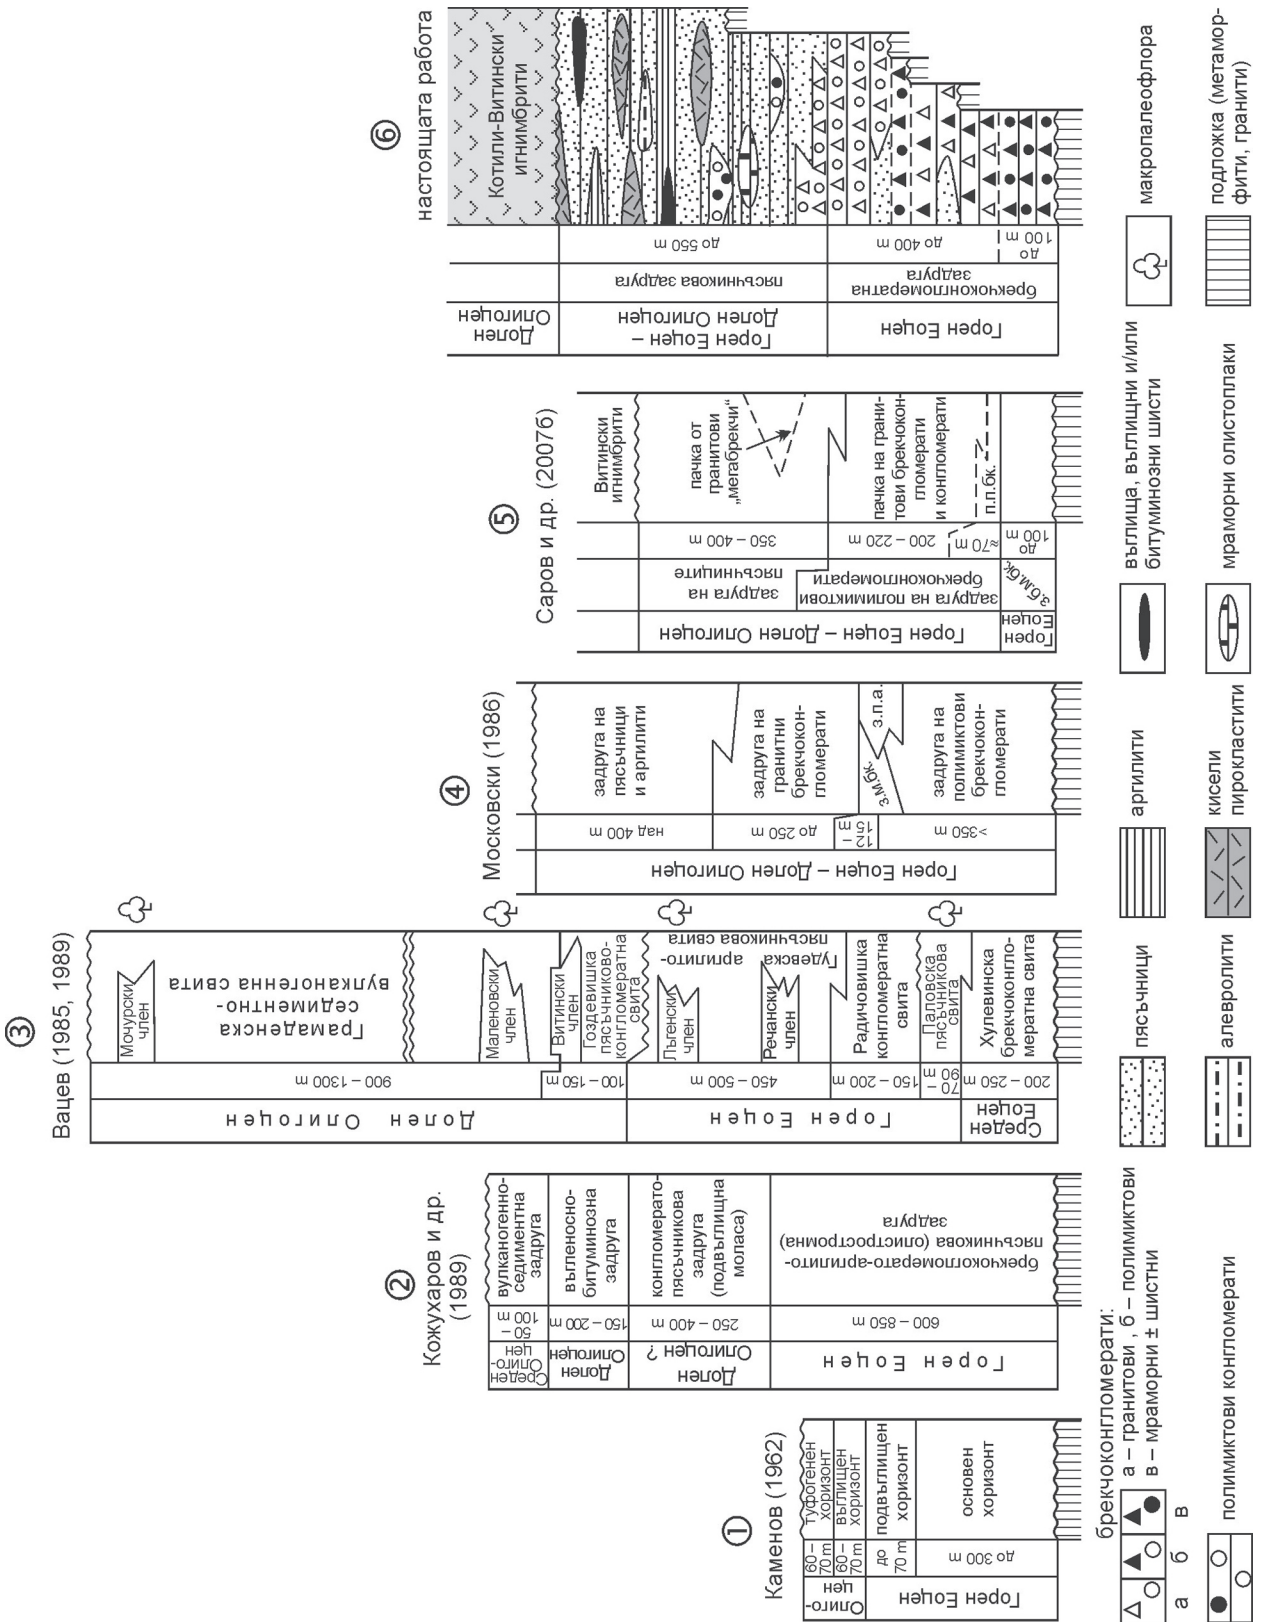 ①
Каменов (1962)
Олиго-
цен
Горен Еоцен
60 –
70 m
60 –
70 m
до
70 m
до 300 m
туфогенен
хоризонт
въглищен
хоризонт
подвъглищен
хоризонт
основен
хоризонт
②
Кожухаров и др.
(1989)
Среден
Олиго-
цен
Долен
Олигоцен
Долен
Олигоцен ?
Горен Еоцен
50 –
100 m
150 – 200 m
250 – 400 m
600 – 850 m
вулканогенно-
седиментна
задруга
въгленосно-
битуминозна
задруга
конгломерато-
пясъчникова
задруга
(подвъглищна
моласа)
брекчокогломерато-аргилито-
пясъчникова (олистостромна)
задруга
③
Вацев (1985, 1989)
Долен Олигоцен
Горен Еоцен
Среден
Еоцен
900 – 1300 m
100 – 150 m
450 – 500 m
150 – 200 m
70 –
90 m
200 – 250 m
Мочурски
член
Грамаденска
седиментно-
вулканогенна свита
Маленовски
член
Витински
член
Гоздевишка
пясъчниково-
конгломератна
свита
Лъгенски
член
Гудевска аргилито-
пясъчникова свита
Речански
член
Радичовишка
конгломератна
свита
Паловска
пясъчникова
свита
Хулевинска
брекчоконгло-
мератна свита
④
Московски (1986)
Горен Еоцен – Долен Олигоцен
над 400 m
до 250 m
12 –
15 m
>350 m
задруга на
пясъчници
и аргилити
задруга на
гранитни
брекчокон-
гломерати
з.м.бк.
з.п.а.
задруга на
полимиктови
брекчокон-
гломерати
⑤
Саров и др. (2007б)
Горен Еоцен – Долен Олигоцен
Горен
Еоцен
задруга на
пясъчниците
задруга на полимиктови
брекчоконгломерати
з.б.м.бк.
350 – 400 m
200 – 220 m
≈70 m
до
100 m
Витински
игнимбрити
пачка от
гранитови
„мегабрекчи“
пачка на грани-
тови брекчокон-
гломерати
и конгломерати
п.п.бк.
⑥
настоящата работа
Долен
Олигоцен
Горен Еоцен –
Долен Олигоцен
Горен Еоцен
пясъчникова задруга
брекчоконгломератна
задруга
до 550 m
до 400 m
до
100 m
Котили-Витински
игнимбрити
брекчоконгломерати:
а – гранитови , б – полимиктови
в – мраморни ± шистни
а б в
полимиктови конгломерати
пясъчници
алевролити
аргилити
кисели
пирокластити
въглища, въглищни и/или
битуминозни шисти
мраморни олистоплаки
макропалеофлора
подложка (метамор-
фити, гранити)